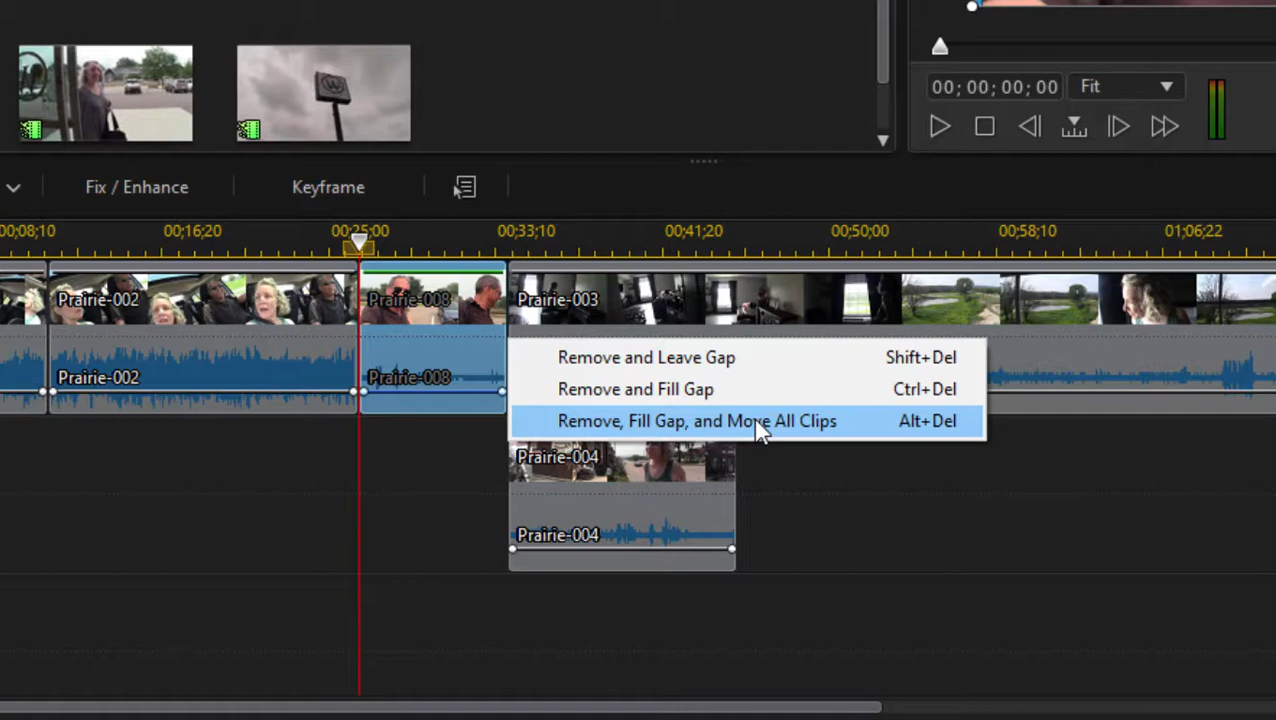 00; 00; 00; 00
Fit
Fix / Enhance
Keyframe
00;08;10
00;16;20
00;25;00
00;33;10
00;41;20
00;50;00
00;58;10
01;06;22
Prairie-002
Prairie-008
Prairie-003
Remove and Leave Gap Shift+Del
Prairie-002
Prairie-008
Remove and Fill Gap Ctrl+Del
Remove, Fill Gap, and Move All Clips Alt+Del
Prairie-004
Prairie-004